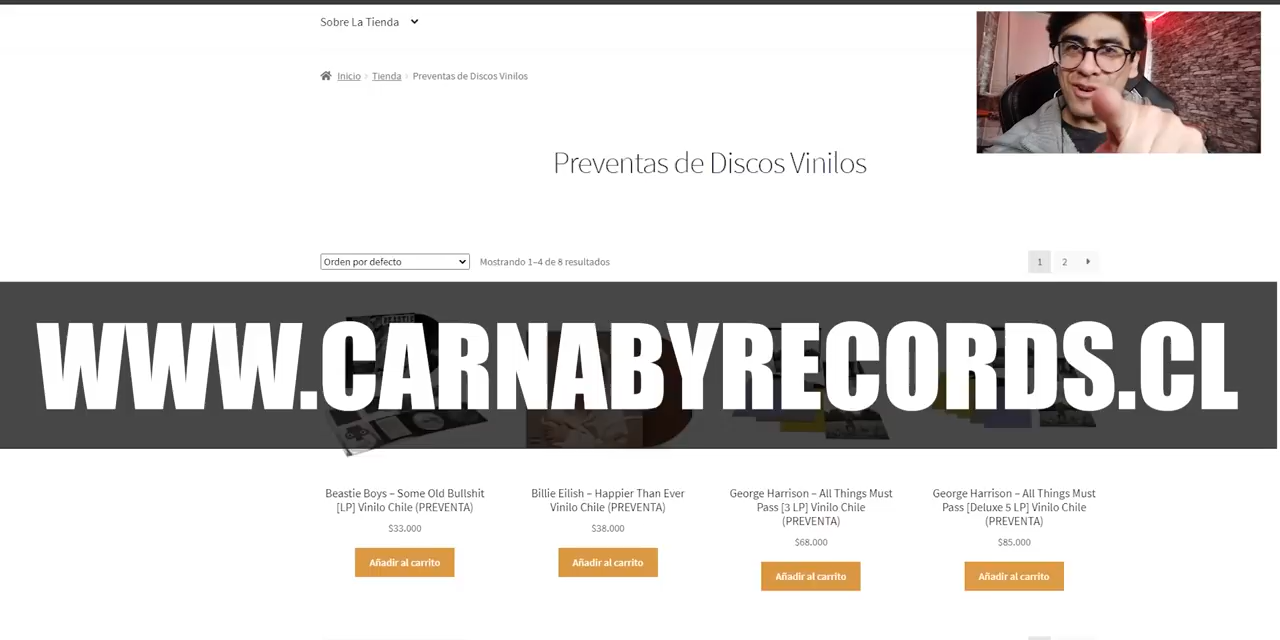 Sobre La Tienda
Inicio › Tienda › Preventas de Discos Vinilos
Preventas de Discos Vinilos
Orden por defecto Mostrando 1–4 de 8 resultados 1 2
WWW.CARNABYRECORDS.CL
Beastie Boys – Some Old Bullshit
[LP] Vinilo Chile (PREVENTA)
$33.000
Añadir al carrito
Billie Eilish – Happier Than Ever
Vinilo Chile (PREVENTA)
$38.000
Añadir al carrito
George Harrison – All Things Must
Pass [3 LP] Vinilo Chile
(PREVENTA)
$68.000
Añadir al carrito
George Harrison – All Things Must
Pass [Deluxe 5 LP] Vinilo Chile
(PREVENTA)
$85.000
Añadir al carrito